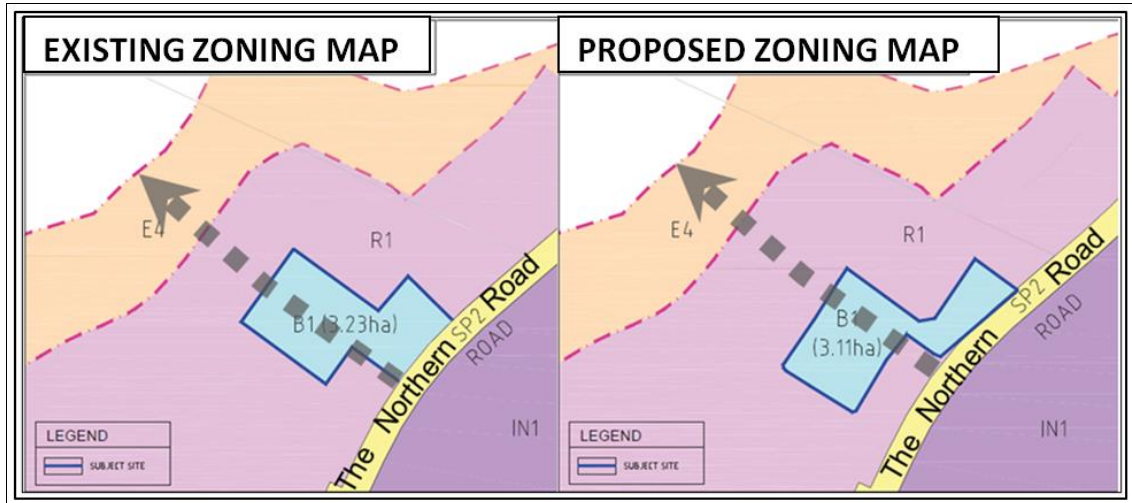 EXISTING ZONING MAP
E4
R1
B1 (3.23ha)
The Northern Road
SP2
ROAD
IN1
LEGEND
SUBJECT SITE
PROPOSED ZONING MAP
E4
R1
B1
(3.11ha)
The Northern Road
SP2
ROAD
IN1
LEGEND
SUBJECT SITE